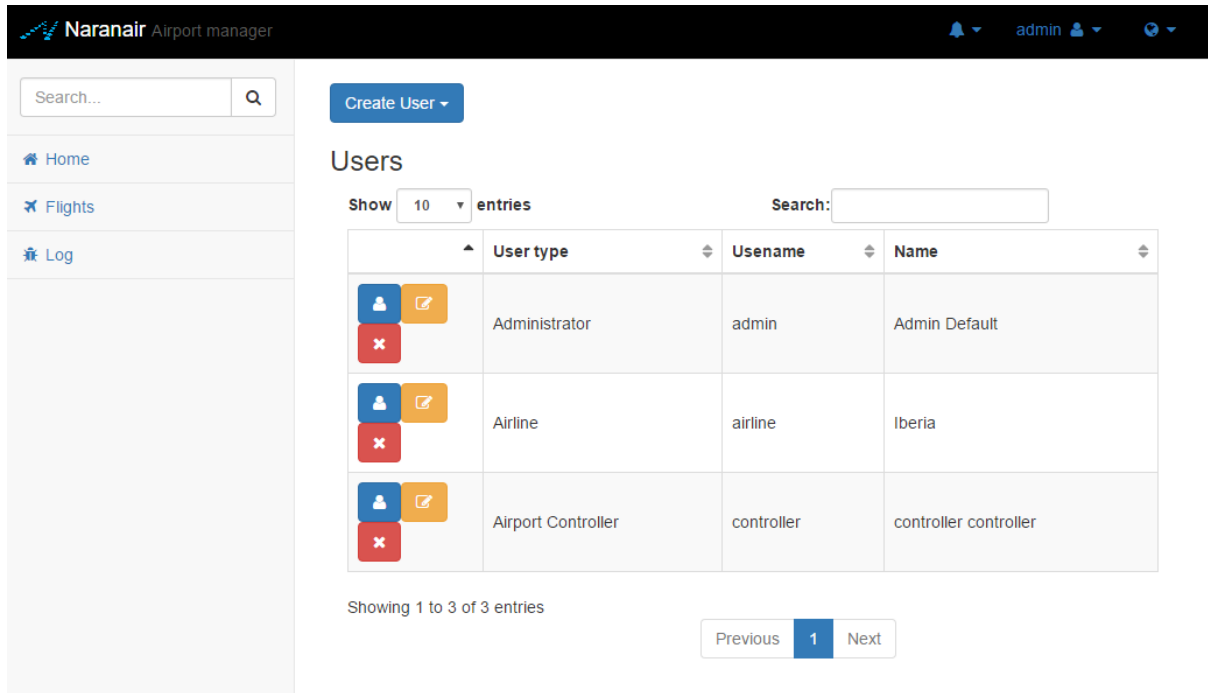 Naranair Airport manager
admin
Search...
Home
Flights
Log
Create User
Users
Show 10 entries Search:
User type Usename Name
Administrator admin Admin Default
Airline airline Iberia
Airport Controller controller controller controller
Showing 1 to 3 of 3 entries
Previous 1 Next